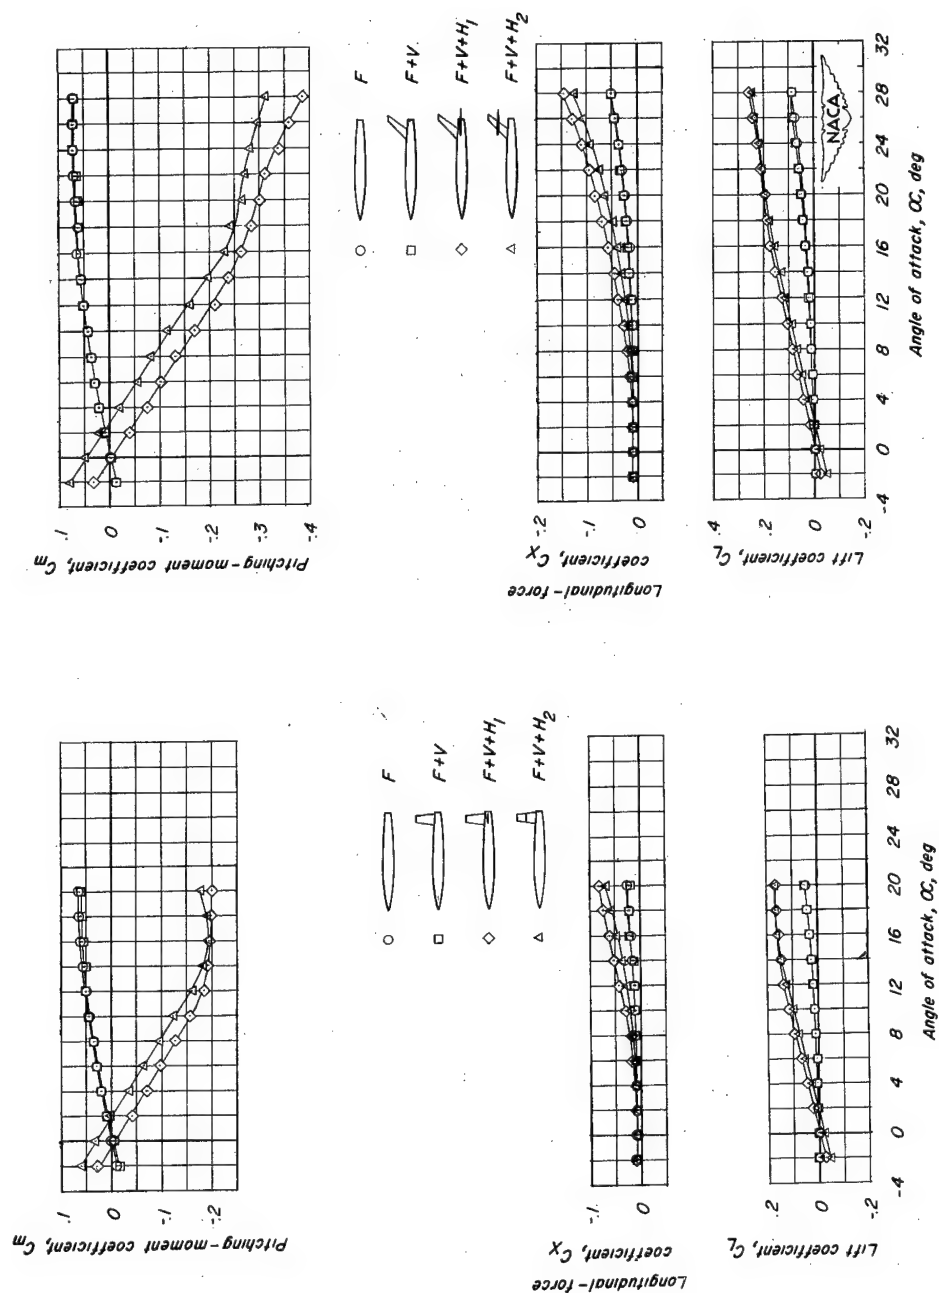 .1
0
-.1
-.2
-.3
-.4
Pitching-moment coefficient, Cm
F
F+V
F+V+H1
F+V+H2
-.2
-.1
0
Longitudinal-force
coefficient, CX
.4
.2
0
-.2
Lift coefficient, CL
-4
0
4
8
12
16
20
24
28
32
Angle of attack, α, deg
NACA
.1
0
-.1
-.2
Pitching-moment coefficient, Cm
F
F+V
F+V+H1
F+V+H2
-.1
0
Longitudinal-force
coefficient, CX
.2
0
-.2
Lift coefficient, CL
-4
0
4
8
12
16
20
24
28
32
Angle of attack, α, deg